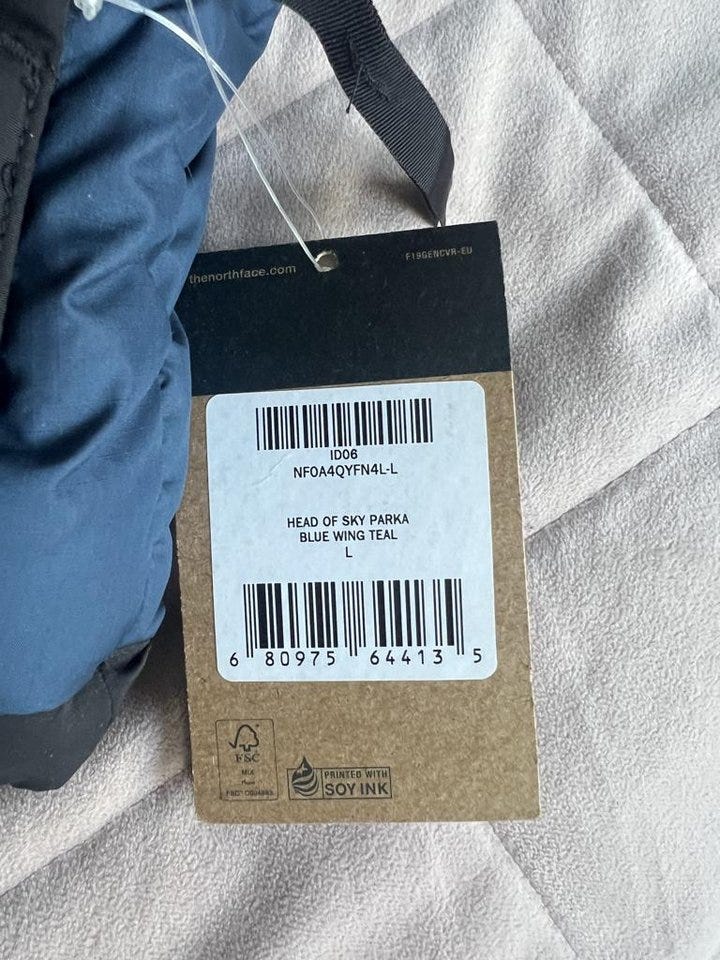 thenorthface.com
F19GENCVR-EU
ID06
NF0A4QYFN4L-L
HEAD OF SKY PARKA
BLUE WING TEAL
L
6 80975 64413 5
FSC
MIX
PRINTED WITH
SOY INK